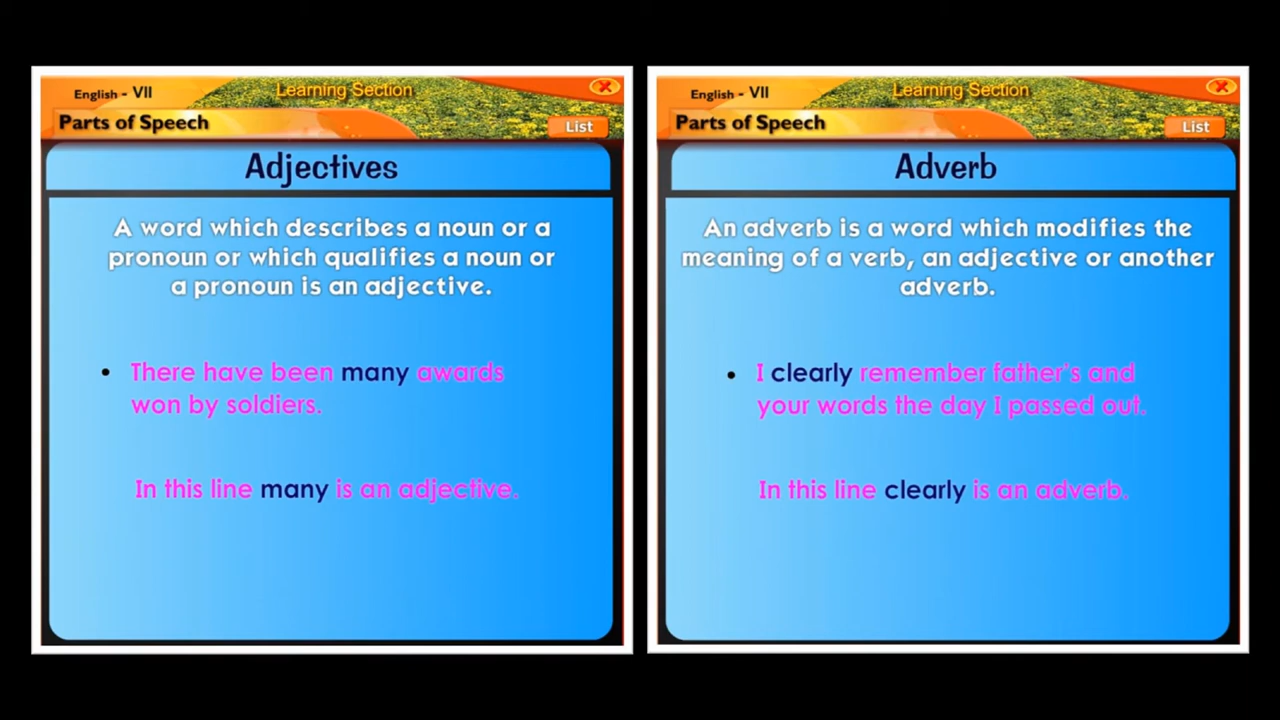 English - VII
Learning Section
Parts of Speech
List
Adjectives
A word which describes a noun or a
pronoun or which qualifies a noun or
a pronoun is an adjective.
• There have been many awards
won by soldiers.
In this line many is an adjective.
English - VII
Learning Section
Parts of Speech
List
Adverb
An adverb is a word which modifies the
meaning of a verb, an adjective or another
adverb.
• I clearly remember father's and
your words the day I passed out.
In this line clearly is an adverb.